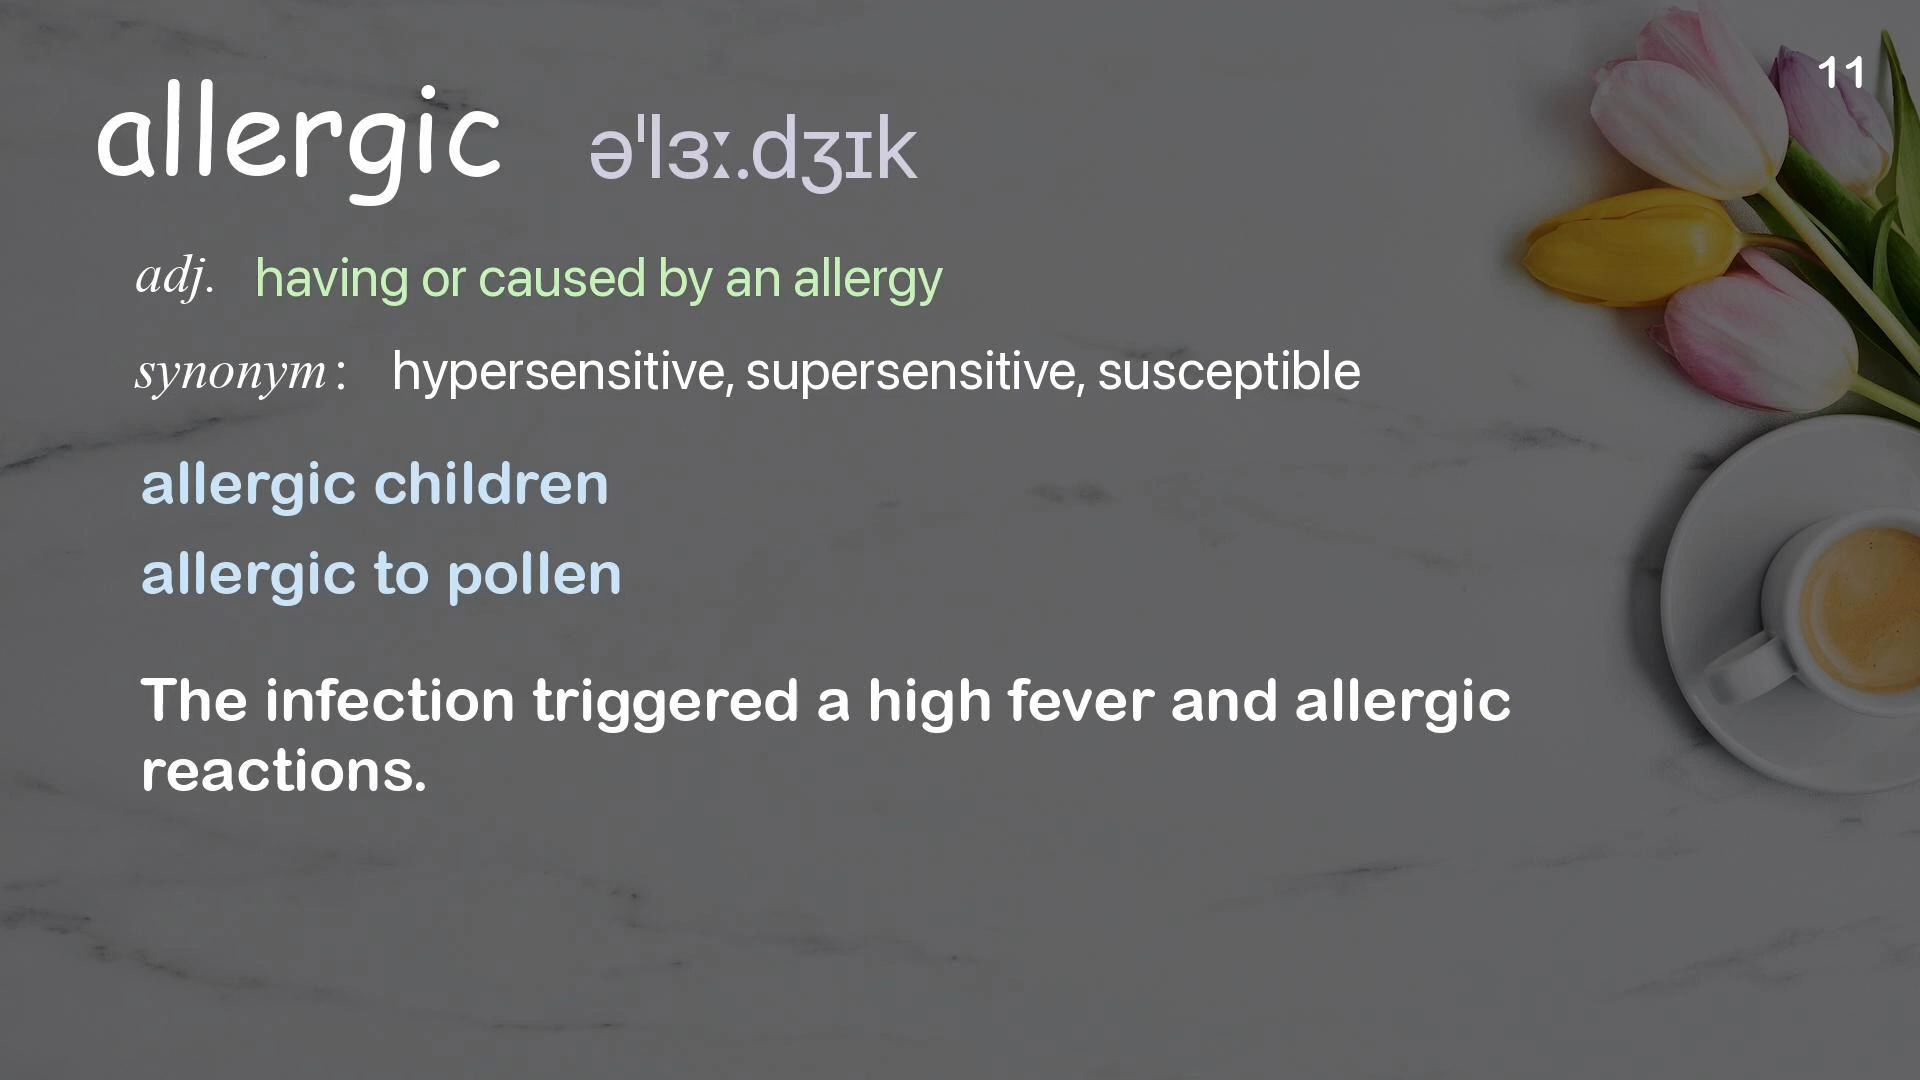 11
allergic əˈlɜː.dʒɪk
adj. having or caused by an allergy
synonym: hypersensitive, supersensitive, susceptible
allergic children
allergic to pollen
The infection triggered a high fever and allergic
reactions.